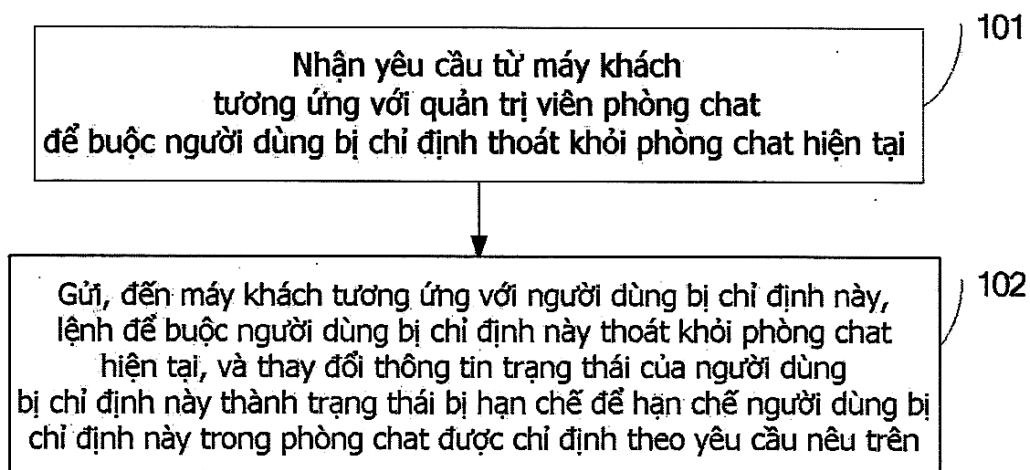 101
Nhận yêu cầu từ máy khách
tương ứng với quản trị viên phòng chat
để buộc người dùng bị chỉ định thoát khỏi phòng chat hiện tại
102
Gửi, đến máy khách tương ứng với người dùng bị chỉ định này,
lệnh để buộc người dùng bị chỉ định này thoát khỏi phòng chat
hiện tại, và thay đổi thông tin trạng thái của người dùng
bị chỉ định này thành trạng thái bị hạn chế để hạn chế người dùng bị
chỉ định này trong phòng chat được chỉ định theo yêu cầu nêu trên